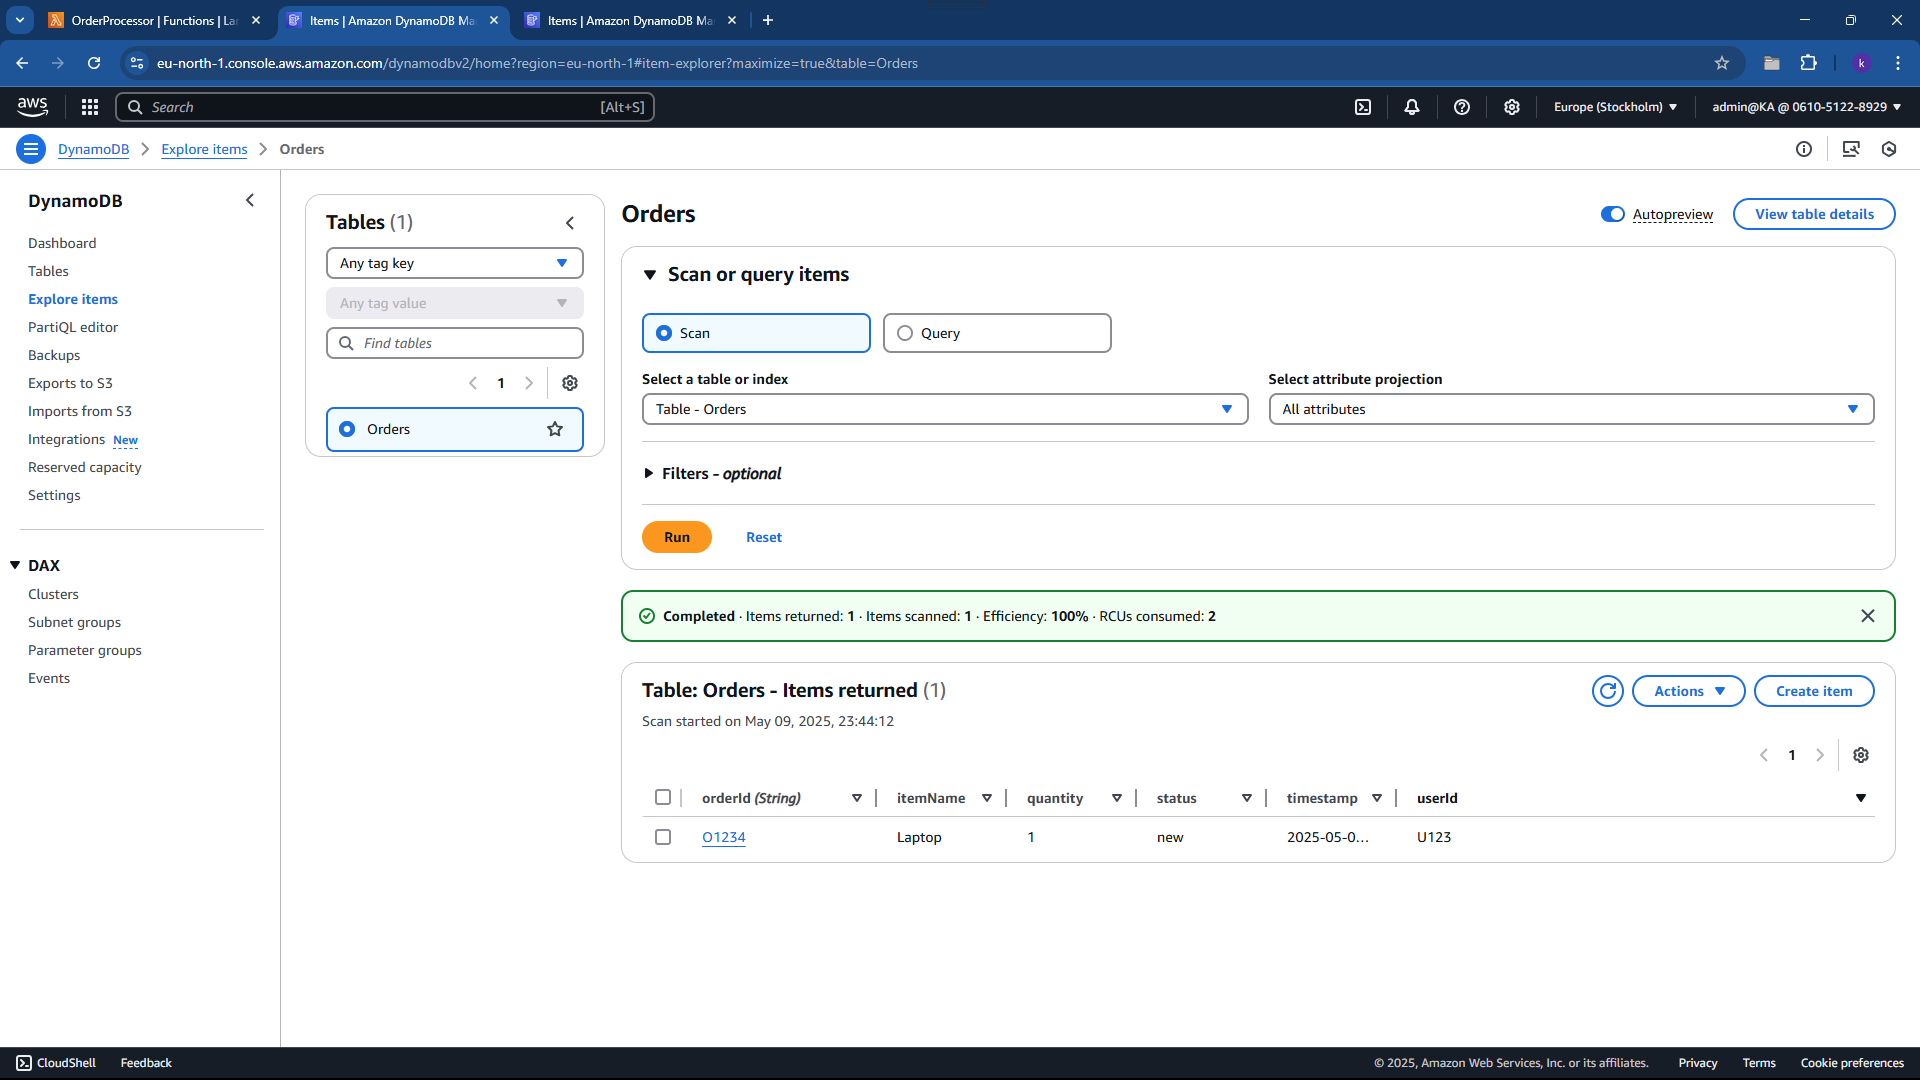 OrderProcessor | Functions | La
Items | Amazon DynamoDB Ma
Items | Amazon DynamoDB Ma
eu-north-1.console.aws.amazon.com/dynamodbv2/home?region=eu-north-1#item-explorer?maximize=true&table=Orders
k
aws
Search
[Alt+S]
Europe (Stockholm)
admin@KA @ 0610-5122-8929
DynamoDB
Explore items
Orders
DynamoDB
Dashboard
Tables
Explore items
PartiQL editor
Backups
Exports to S3
Imports from S3
Integrations New
Reserved capacity
Settings
DAX
Clusters
Subnet groups
Parameter groups
Events
Tables (1)
Any tag key
Any tag value
Find tables
1
Orders
Orders
Autopreview
View table details
Scan or query items
Scan
Query
Select a table or index
Table - Orders
Select attribute projection
All attributes
Filters - optional
Run
Reset
Completed · Items returned: 1 · Items scanned: 1 · Efficiency: 100% · RCUs consumed: 2
Table: Orders - Items returned (1)
Scan started on May 09, 2025, 23:44:12
Actions
Create item
1
orderId (String) itemName quantity status timestamp userId
O1234 Laptop 1 new 2025-05-0... U123
CloudShell
Feedback
© 2025, Amazon Web Services, Inc. or its affiliates.
Privacy
Terms
Cookie preferences